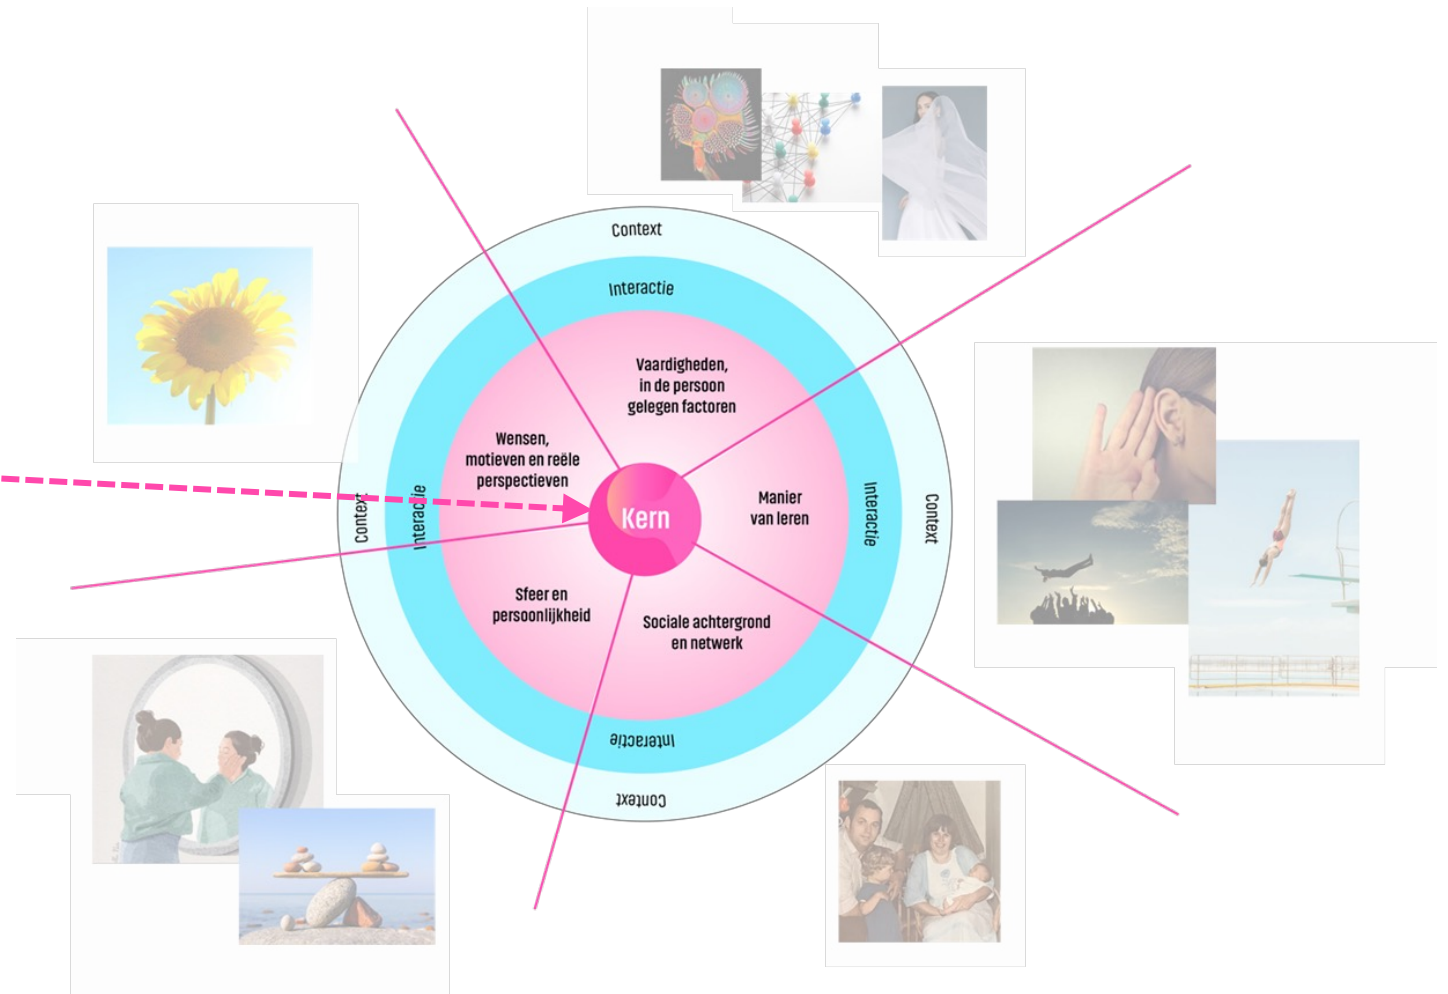 Context
Interactie
Vaardigheden,
in de persoon
gelegen factoren
Wensen,
motieven en reële
perspectieven
Kern
Manier
van leren
Context
Interactie
Interactie
Context
Sfeer en
persoonlijkheid
Sociale achtergrond
en netwerk
Interactie
Context